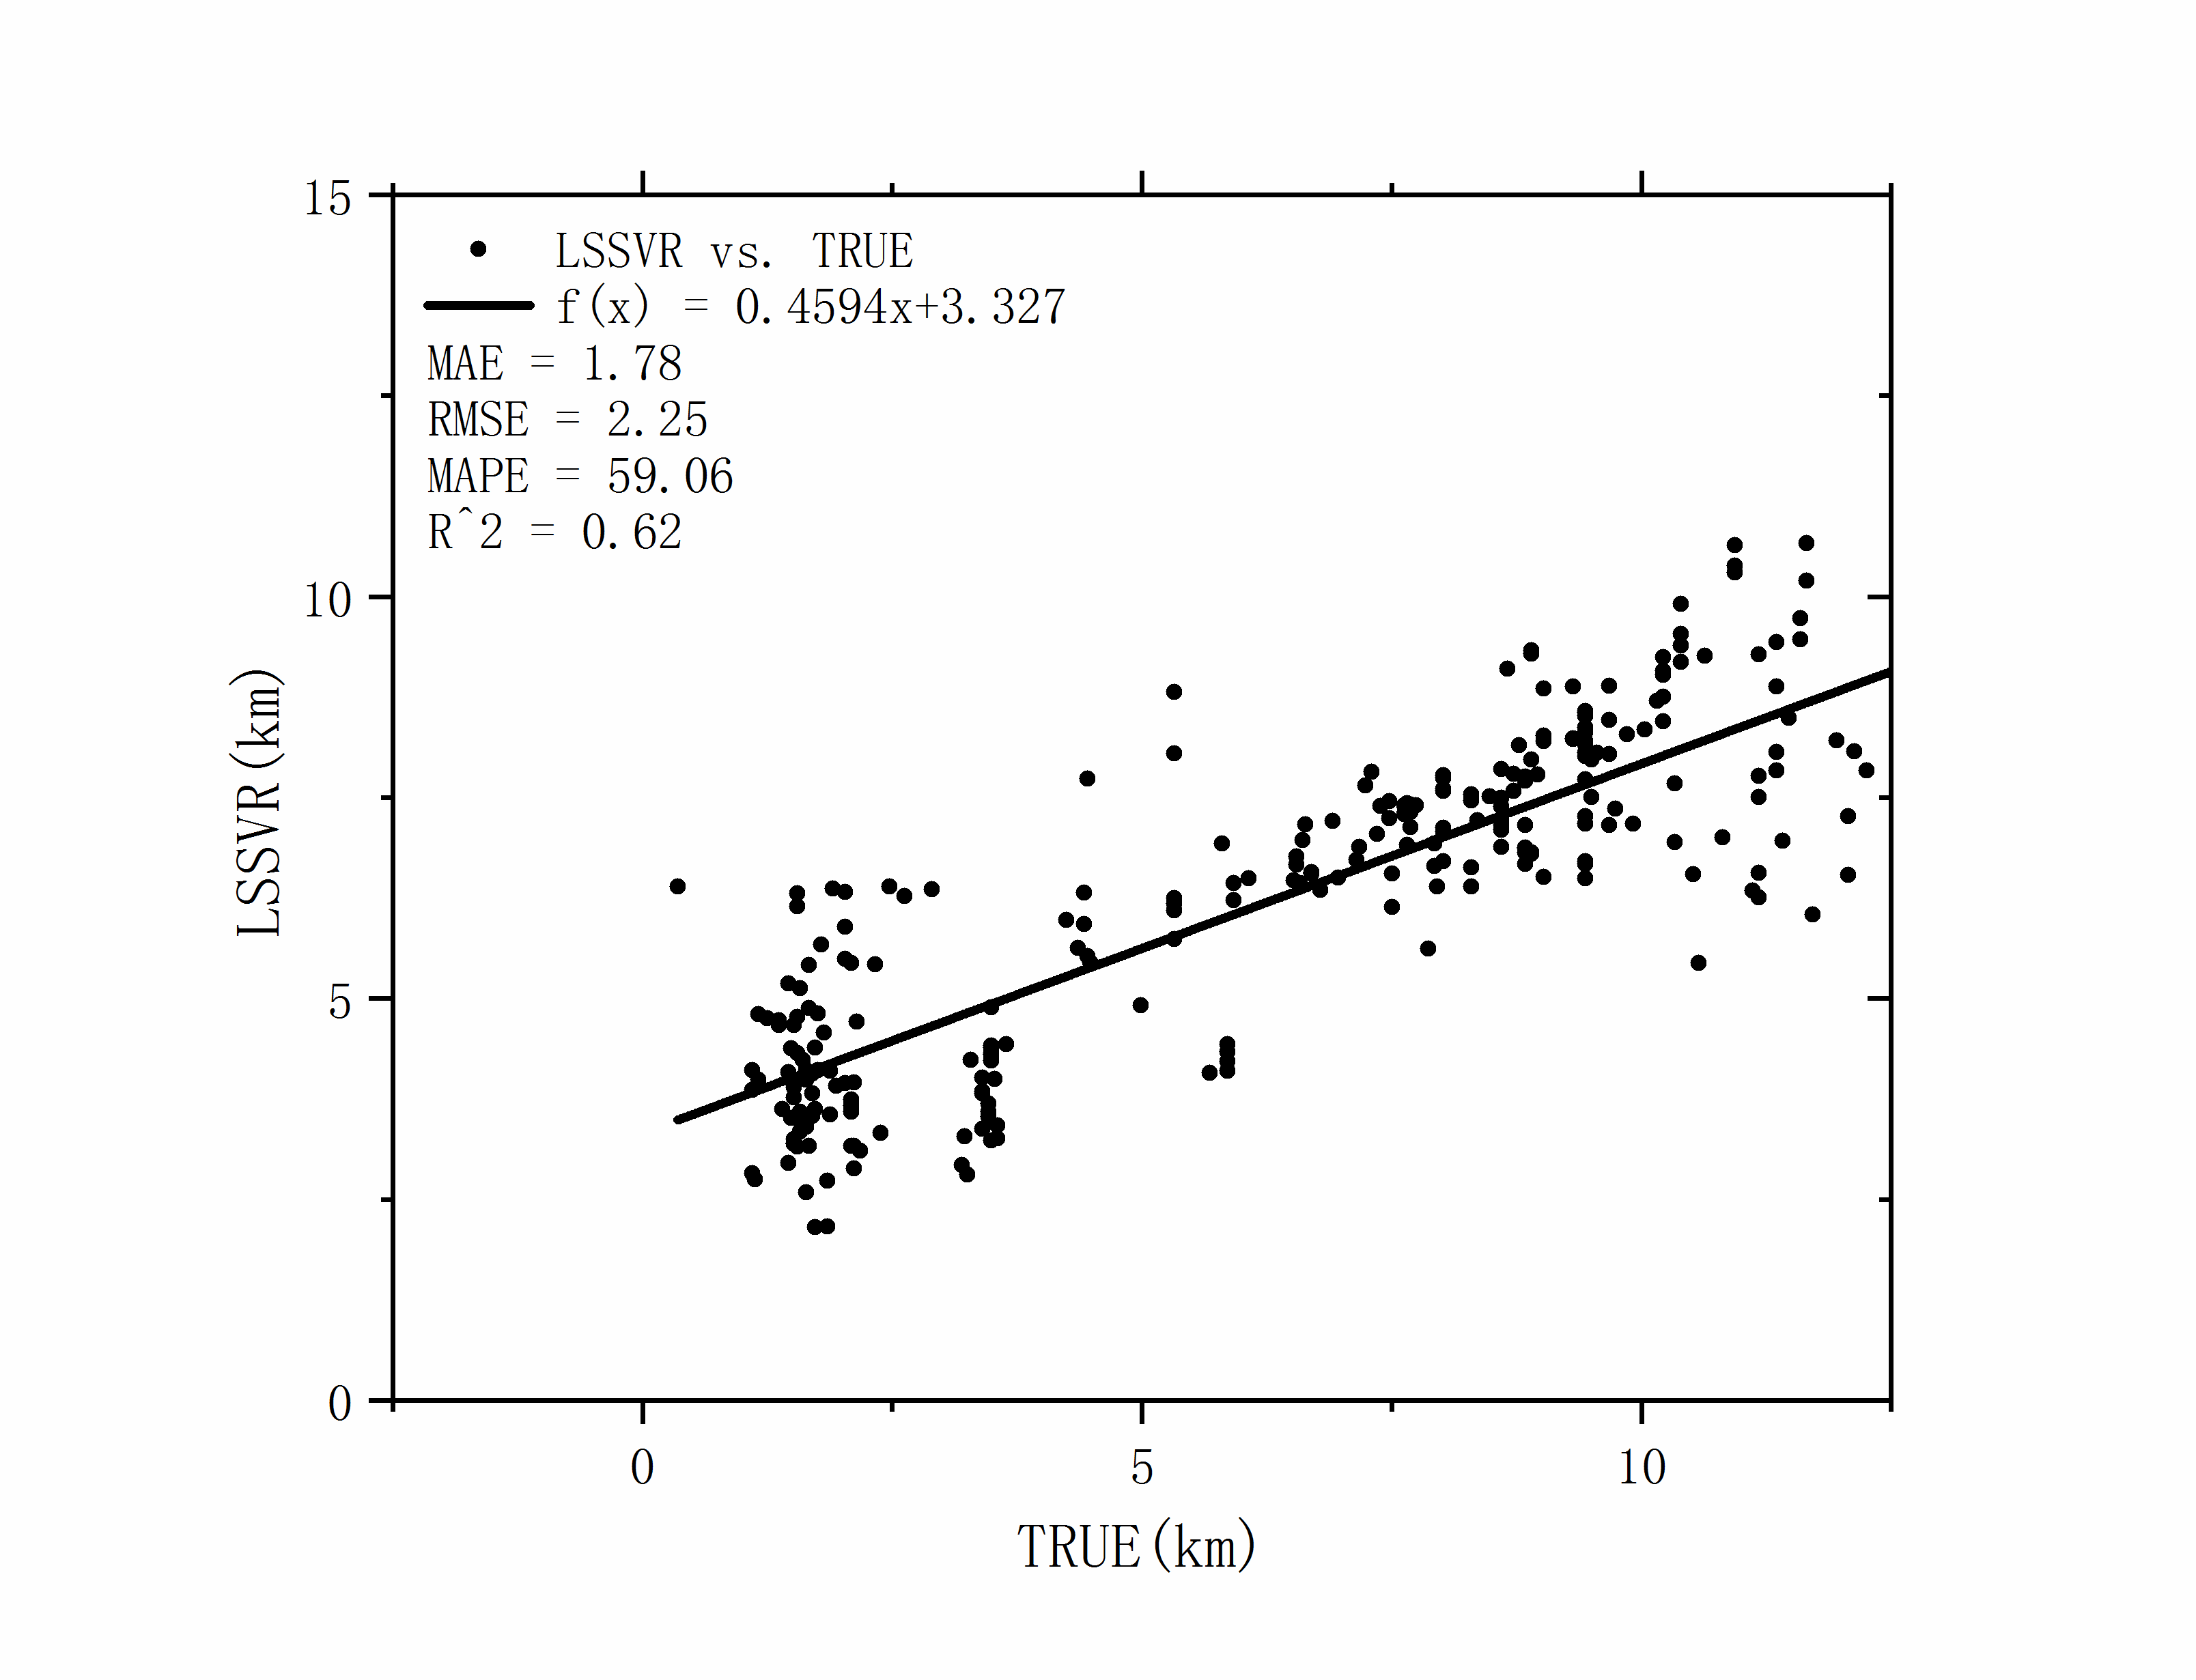 15
LSSVR vs. TRUE
f(x) = 0.4594x+3.327
MAE = 1.78
RMSE = 2.25
MAPE = 59.06
R^2 = 0.62
10
LSSVR(km)
5
0
0 5 10
TRUE(km)